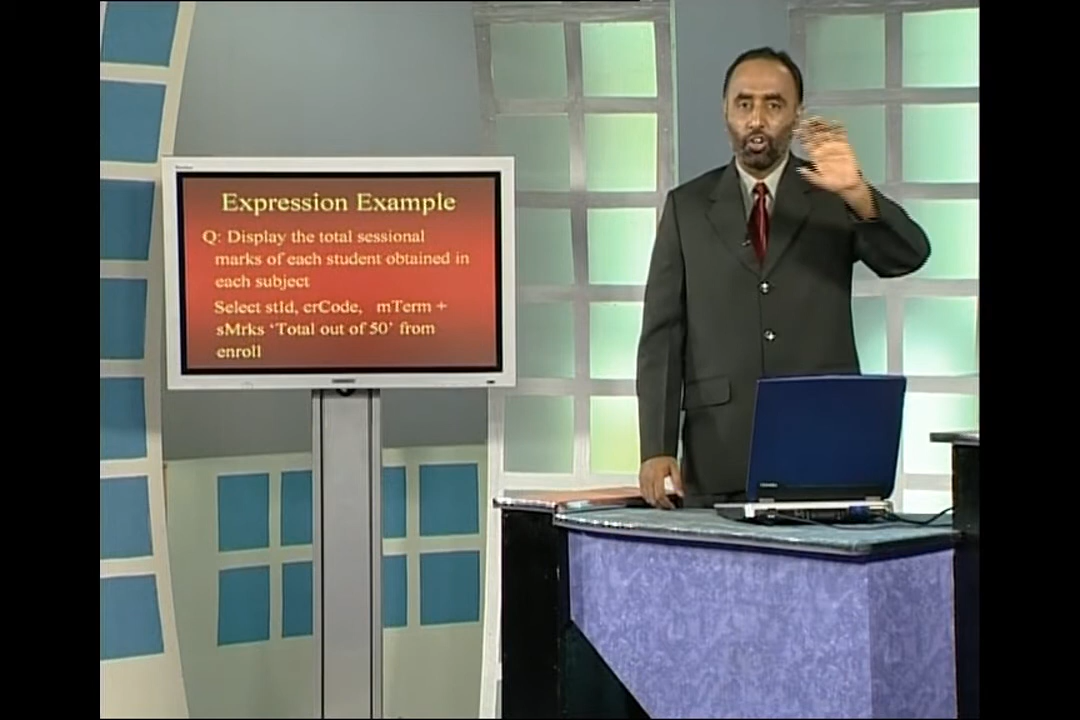 Expression Example
Q: Display the total sessional
marks of each student obtained in
each subject
Select stId, crCode, mTerm +
sMrks ‘Total out of 50’ from
enroll